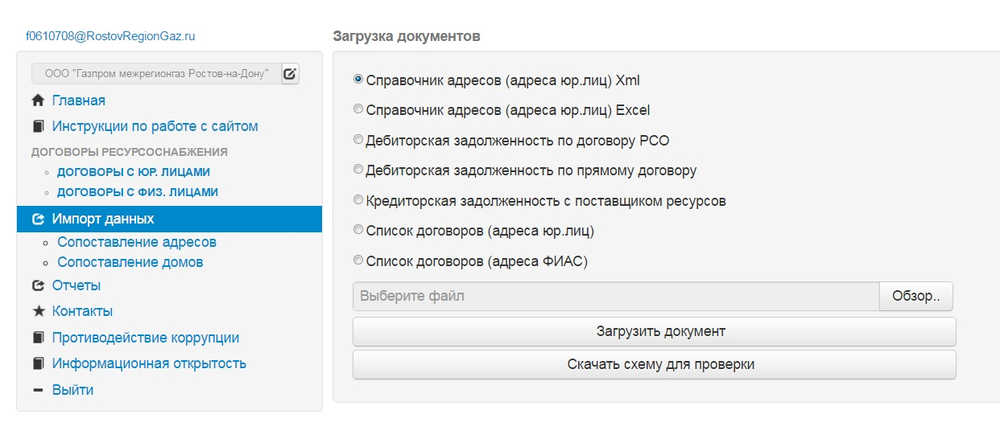 f0610708@RostovRegionGaz.ru
ООО "Газпром межрегионгаз Ростов-на-Дону"
Главная
Инструкции по работе с сайтом
ДОГОВОРЫ РЕСУРСОСНАБЖЕНИЯ
ДОГОВОРЫ С ЮР. ЛИЦАМИ
ДОГОВОРЫ С ФИЗ. ЛИЦАМИ
Импорт данных
Сопоставление адресов
Сопоставление домов
Отчеты
Контакты
Противодействие коррупции
Информационная открытость
Выйти
Загрузка документов
Справочник адресов (адреса юр.лиц) Xml
Справочник адресов (адреса юр.лиц) Excel
Дебиторская задолженность по договору РСО
Дебиторская задолженность по прямому договору
Кредиторская задолженность с поставщиком ресурсов
Список договоров (адреса юр.лиц)
Список договоров (адреса ФИАС)
Выберите файл
Обзор..
Загрузить документ
Скачать схему для проверки